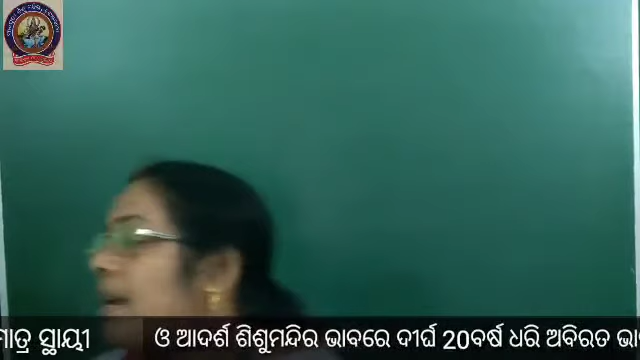 ମାତ୍ର ସ୍ଥାୟୀ ଓ ଆଦର୍ଶ ଶିଶୁମନ୍ଦିର ଭାବରେ ଦୀର୍ଘ 20ବର୍ଷ ଧରି ଅବିରତ